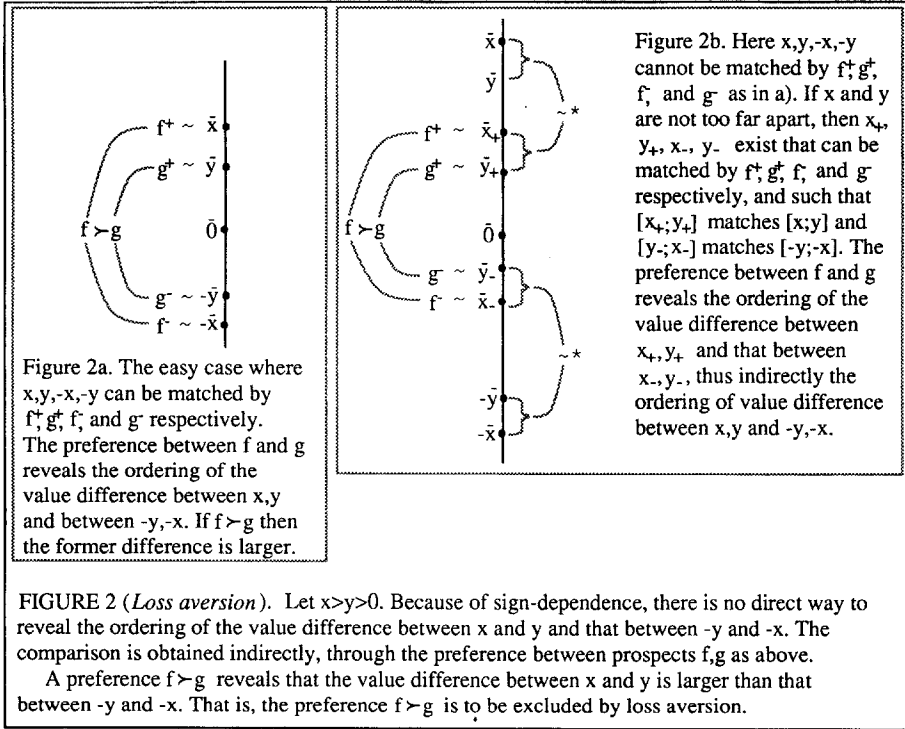 x̄
f⁺ ~ x̄
g⁺ ~ ȳ
f ≻ g
0̄
g⁻ ~ -ȳ
f⁻ ~ -x̄
Figure 2a. The easy case where
x,y,-x,-y can be matched by
f⁺, g⁺, f⁻, and g⁻ respectively.
The preference between f and g
reveals the ordering of the
value difference between x,y
and between -y,-x. If f ≻ g then
the former difference is larger.
ȳ
~*
f⁺ ~ x̄₊
g⁺ ~ ȳ₊
f ≻ g
0̄
g⁻ ~ ȳ₋
f⁻ ~ x̄₋
~*
-ȳ
-x̄
Figure 2b. Here x,y,-x,-y
cannot be matched by f⁺, g⁺,
f⁻, and g⁻ as in a). If x and y
are not too far apart, then x₊,
y₊, x₋, y₋ exist that can be
matched by f⁺, g⁺, f⁻, and g⁻
respectively, and such that
[x₊;y₊] matches [x;y] and
[y₋;x₋] matches [-y;-x]. The
preference between f and g
reveals the ordering of the
value difference between
x₊,y₊ and that between
x₋,y₋, thus indirectly the
ordering of value difference
between x,y and -y,-x.
FIGURE 2 (Loss aversion). Let x>y>0. Because of sign-dependence, there is no direct way to
reveal the ordering of the value difference between x and y and that between -y and -x. The
comparison is obtained indirectly, through the preference between prospects f,g as above.
A preference f ≻ g reveals that the value difference between x and y is larger than that
between -y and -x. That is, the preference f ≻ g is to be excluded by loss aversion.